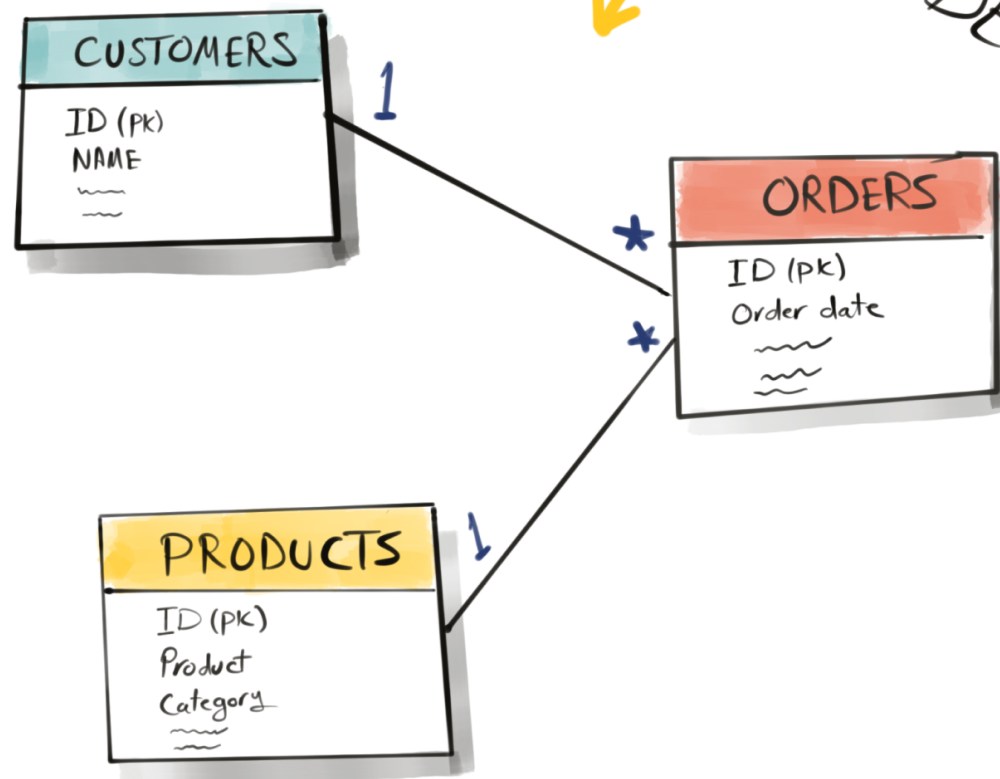 CUSTOMERS
ID (PK)
NAME
1
*
ORDERS
ID (PK)
Order date
*
1
PRODUCTS
ID (PK)
Product
Category